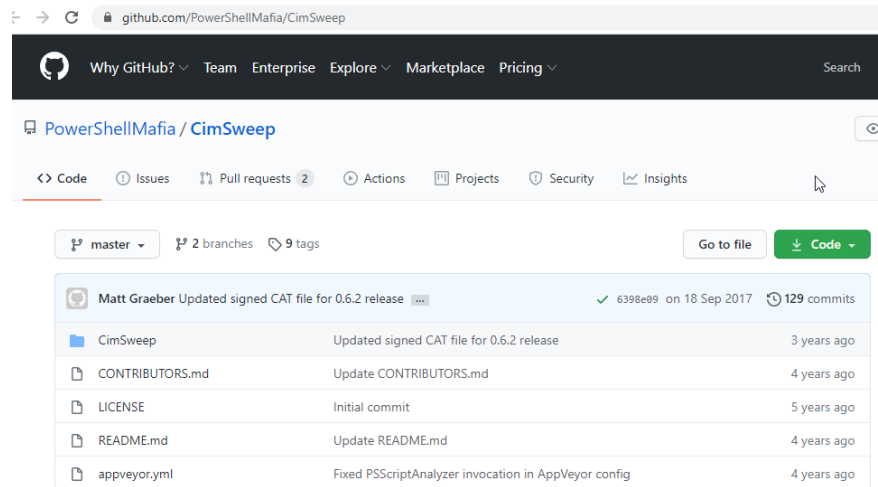 github.com/PowerShellMafia/CimSweep
Why GitHub? Team Enterprise Explore Marketplace Pricing Search
PowerShellMafia / CimSweep
<> Code Issues Pull requests 2 Actions Projects Security Insights
master 2 branches 9 tags Go to file Code
Matt Graeber Updated signed CAT file for 0.6.2 release ... 6398e09 on 18 Sep 2017 129 commits
CimSweep Updated signed CAT file for 0.6.2 release 3 years ago
CONTRIBUTORS.md Update CONTRIBUTORS.md 4 years ago
LICENSE Initial commit 5 years ago
README.md Update README.md 4 years ago
appveyor.yml Fixed PSScriptAnalyzer invocation in AppVeyor config 4 years ago